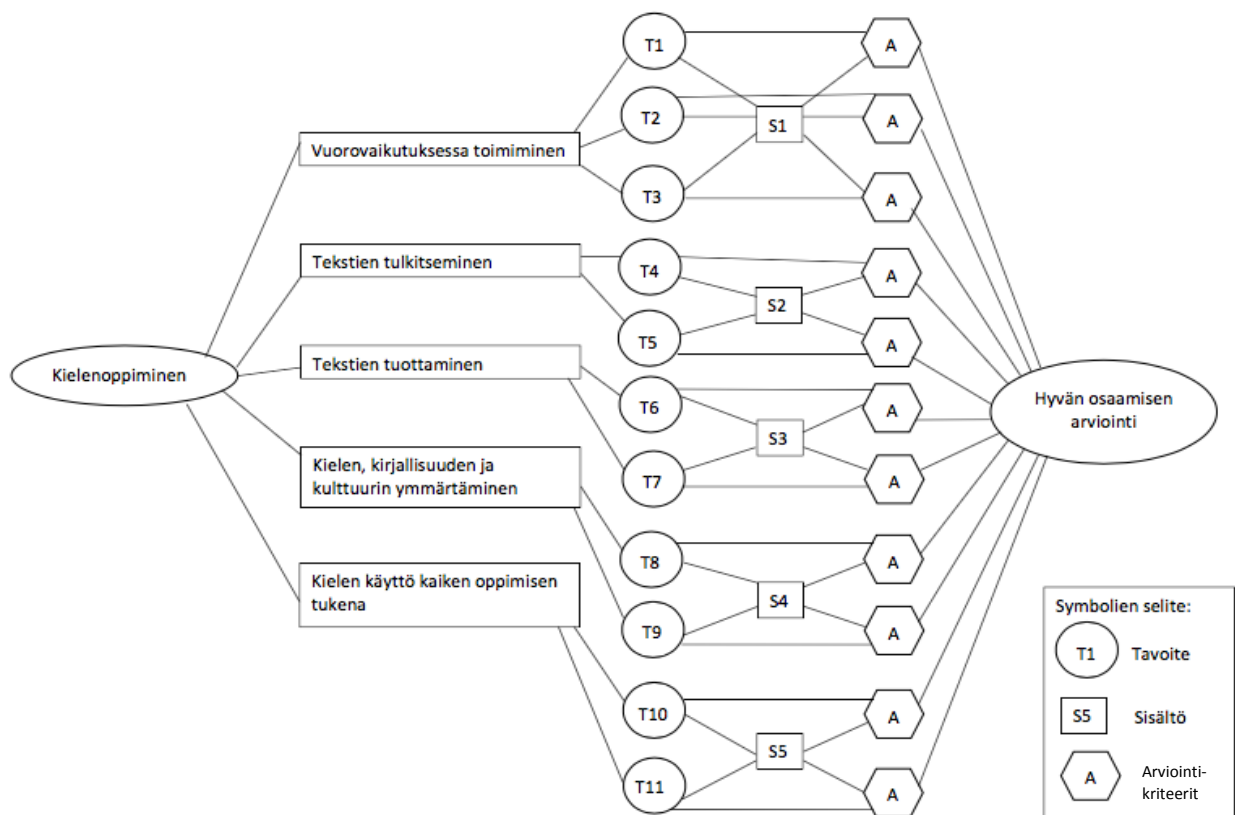 Kielenoppiminen
Vuorovaikutuksessa toimiminen
Tekstien tulkitseminen
Tekstien tuottaminen
Kielen, kirjallisuuden ja
kulttuurin ymmärtäminen
Kielen käyttö kaiken oppimisen
tukena
T1
T2
T3
T4
T5
T6
T7
T8
T9
T10
T11
S1
S2
S3
S4
S5
A
A
A
A
A
A
A
A
A
A
A
Hyvän osaamisen
arviointi
Symbolien selite:
T1 Tavoite
S5 Sisältö
A Arviointi-
kriteerit